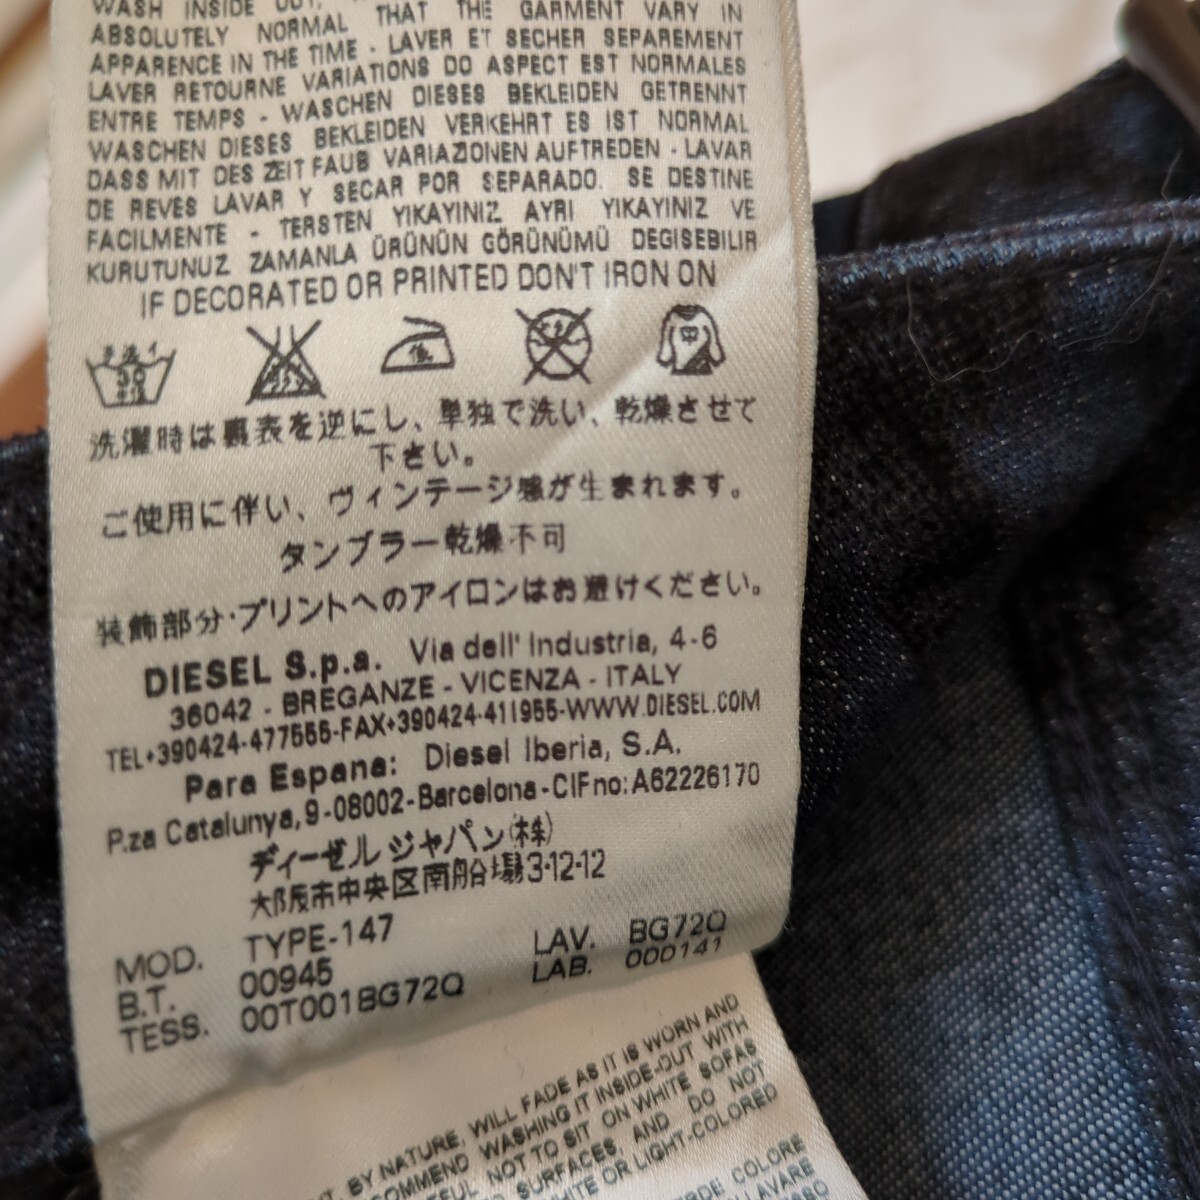 WASH INSIDE OUT,
ABSOLUTELY NORMAL THAT THE GARMENT VARY IN
APPARENCE IN THE TIME - LAVER ET SECHER SEPAREMENT
LAVER RETOURNE VARIATIONS DO ASPECT EST NORMALES
ENTRE TEMPS - WASCHEN DIESES BEKLEIDEN GETRENNT
WASCHEN DIESES BEKLEIDEN VERKEHRT ES IST NORMAL
DASS MIT DES ZEIT FAUB VARIAZIONEN AUFTREDEN - LAVAR
DE REVES LAVAR Y SECAR POR SEPARADO. SE DESTINE
FACILMENTE - TERSTEN YIKAYINIZ AYRI YIKAYINIZ VE
KURUTUNUZ ZAMANLA ÜRÜNÜN GÖRÜNÜMÜ DEGISEBILIR
IF DECORATED OR PRINTED DON'T IRON ON
手洗イ
30
低
洗濯時は裏表を逆にし、単独で洗い、乾燥させて
下さい。
ご使用に伴い、ヴィンテージ感が生まれます。
タンブラー乾燥不可
装飾部分・プリントへのアイロンはお避けください。
DIESEL S.p.a. Via dell' Industria, 4-6
36042 - BREGANZE - VICENZA - ITALY
TEL+390424-477555-FAX+390424-411955-WWW.DIESEL.COM
Para Espana: Diesel Iberia, S.A.
P.za Catalunya, 9-08002-Barcelona-CIFno:A62226170
ディーゼルジャパン(株)
大阪市中央区南船場3-12-12
MOD. TYPE-147 LAV. BG72Q
B.T. 00945 LAB. 000141
TESS. 00T001BG72Q
BY NATURE, WILL FADE AS IT IS WORN AND
WASHING IT INSIDE-OUT WITH
NOT TO SIT ON WHITE SOFAS
SURFACES, AND DO NOT
WHITE OR LIGHT-COLORED
COLORE
LAVARE